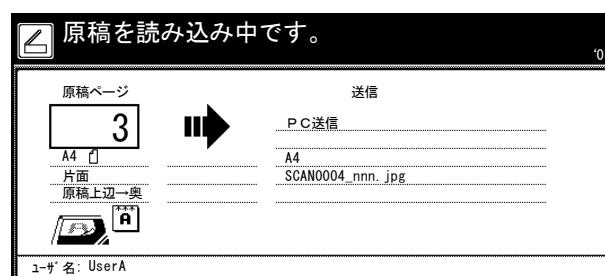 原稿を読み込み中です。
'0
原稿ページ
送信
3
PC送信
A4
A4
片面
SCAN0004_nnn.jpg
原稿上辺→奥
A
ﾕｰｻﾞ名: UserA